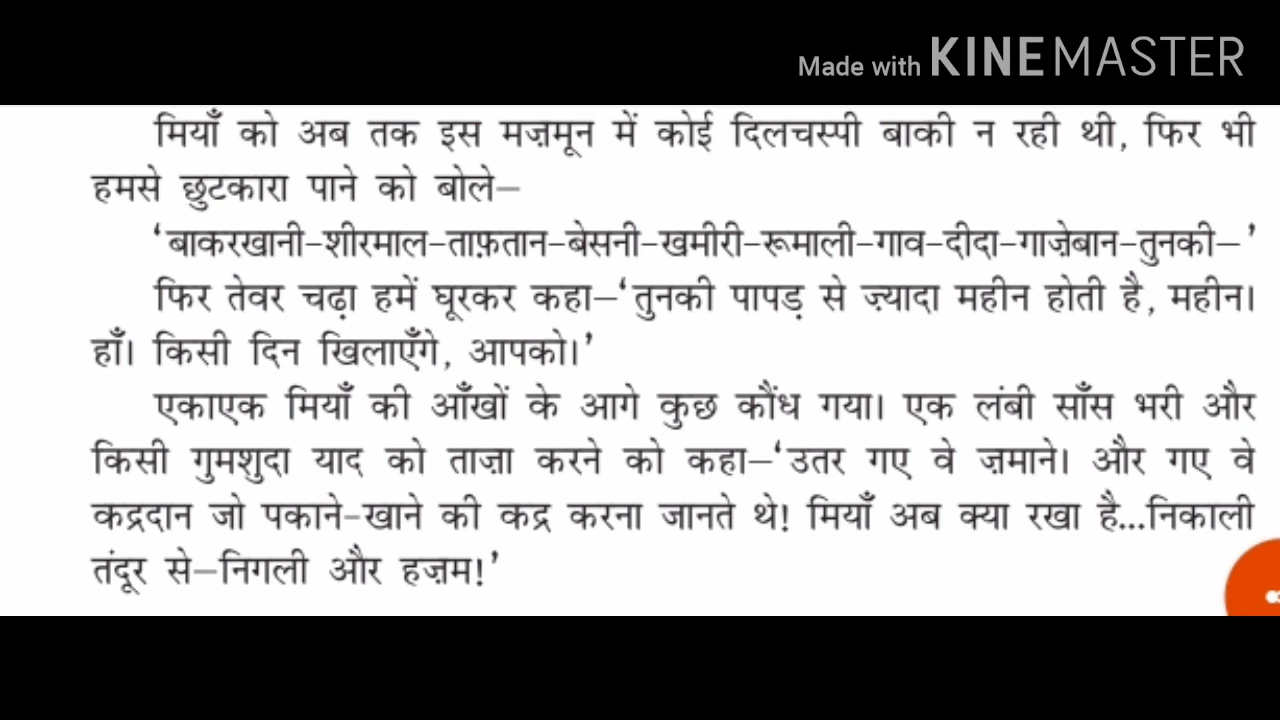 Made with KINEMASTER
मियाँ को अब तक इस मज़मून में कोई दिलचस्पी बाकी न रही थी, फिर भी
हमसे छुटकारा पाने को बोले–
‘बाकरखानी-शीरमाल-ताफ़तान-बेसनी-खमीरी-रूमाली-गाव-दीदा-गाज़ेबान-तुनकी–’
फिर तेवर चढ़ा हमें घूरकर कहा–‘तुनकी पापड़ से ज़्यादा महीन होती है, महीन।
हाँ। किसी दिन खिलाएँगे, आपको।’
एकाएक मियाँ की आँखों के आगे कुछ कौंध गया। एक लंबी साँस भरी और
किसी गुमशुदा याद को ताज़ा करने को कहा–‘उतर गए वे ज़माने। और गए वे
कद्रदान जो पकाने-खाने की कद्र करना जानते थे! मियाँ अब क्या रखा है...निकाली
तंदूर से–निगली और हज़म!’